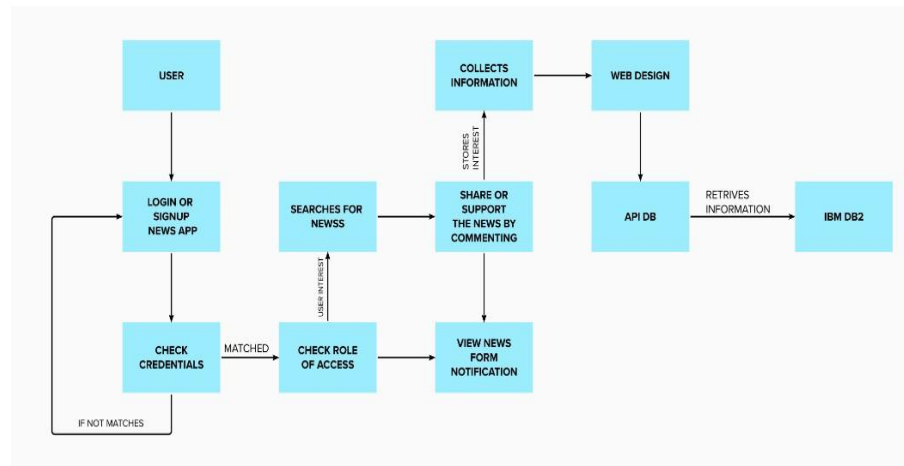 USER
COLLECTS
INFORMATION
WEB DESIGN
STORES
INTEREST
LOGIN OR
SIGNUP
NEWS APP
SEARCHES FOR
NEWSS
SHARE OR
SUPPORT
THE NEWS BY
COMMENTING
API DB
RETRIVES
INFORMATION
IBM DB2
USER INTEREST
CHECK
CREDENTIALS
MATCHED
CHECK ROLE
OF ACCESS
VIEW NEWS
FORM
NOTIFICATION
IF NOT MATCHES